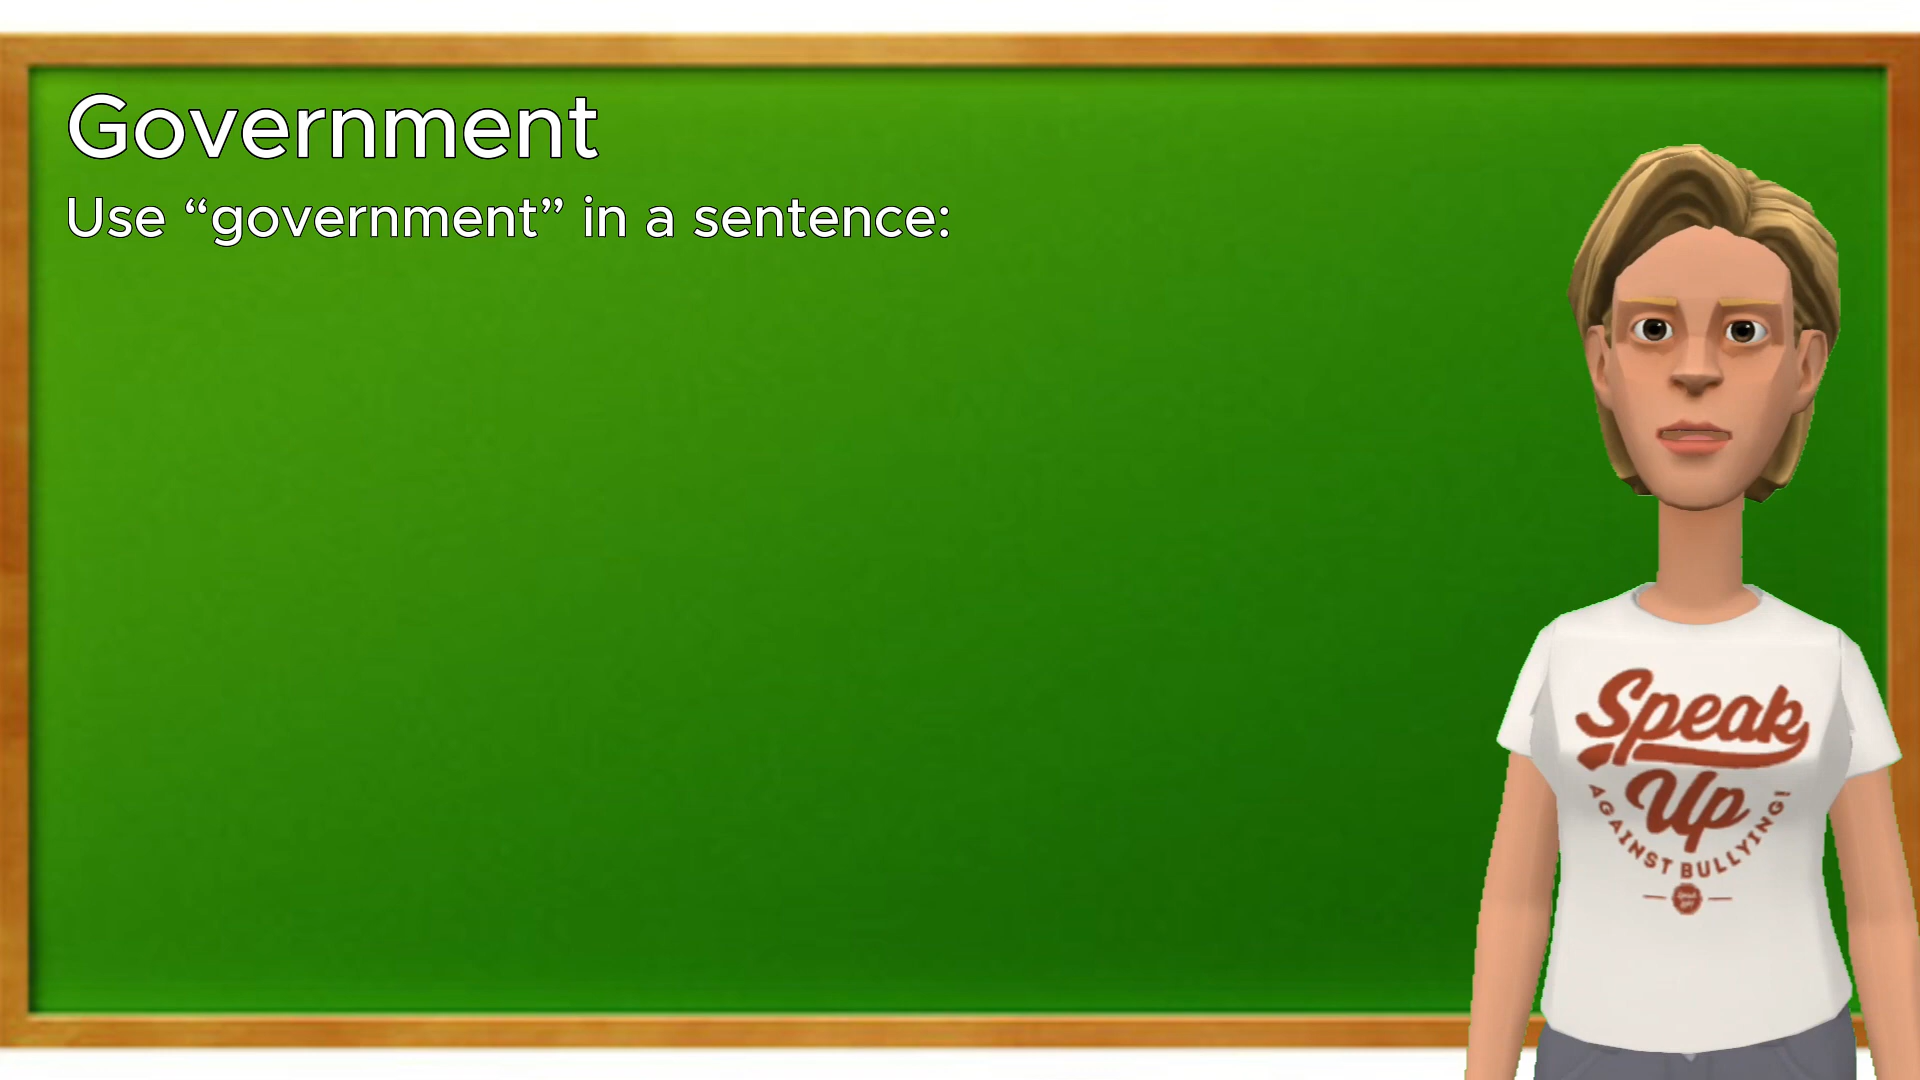 Government
Use “government” in a sentence:
Speak
Up
AGAINST BULLYING!